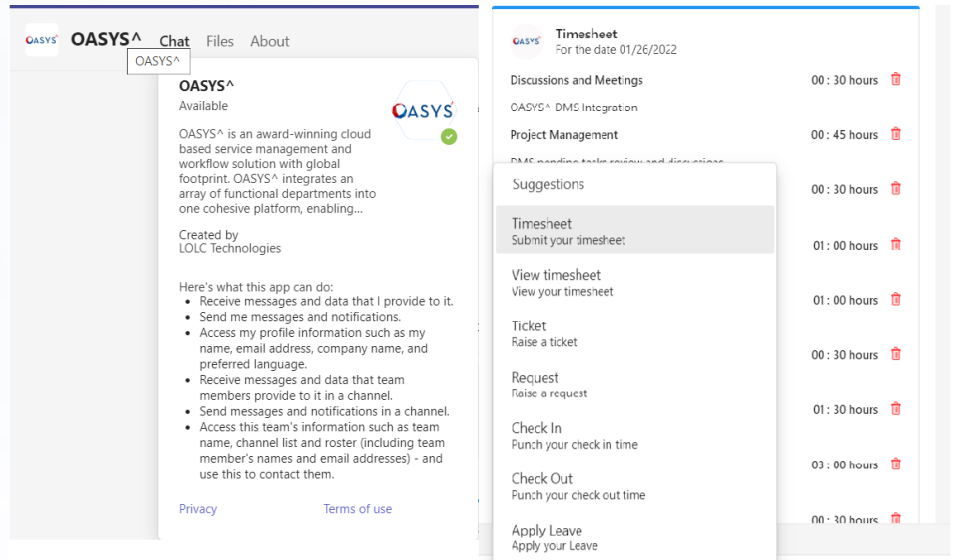 OASYS
OASYS^ Chat Files About
OASYS^
OASYS^
Available
OASYS
OASYS^ is an award-winning cloud
based service management and
workflow solution with global
footprint. OASYS^ integrates an
array of functional departments into
one cohesive platform, enabling...
Created by
LOLC Technologies
Here's what this app can do:
• Receive messages and data that I provide to it.
• Send me messages and notifications.
• Access my profile information such as my
name, email address, company name, and
preferred language.
• Receive messages and data that team
members provide to it in a channel.
• Send messages and notifications in a channel.
• Access this team's information such as team
name, channel list and roster (including team
member's names and email addresses) - and
use this to contact them.
Privacy Terms of use
OASYS
Timesheet
For the date 01/26/2022
Discussions and Meetings 00 : 30 hours
OASYS^ DMS Integration
Project Management 00 : 45 hours
DMS pending tasks review and discussions
00 : 30 hours
01 : 00 hours
01 : 00 hours
00 : 30 hours
01 : 30 hours
03 : 00 hours
00 : 30 hours
Suggestions
Timesheet
Submit your timesheet
View timesheet
View your timesheet
Ticket
Raise a ticket
Request
Raise a request
Check In
Punch your check in time
Check Out
Punch your check out time
Apply Leave
Apply your Leave